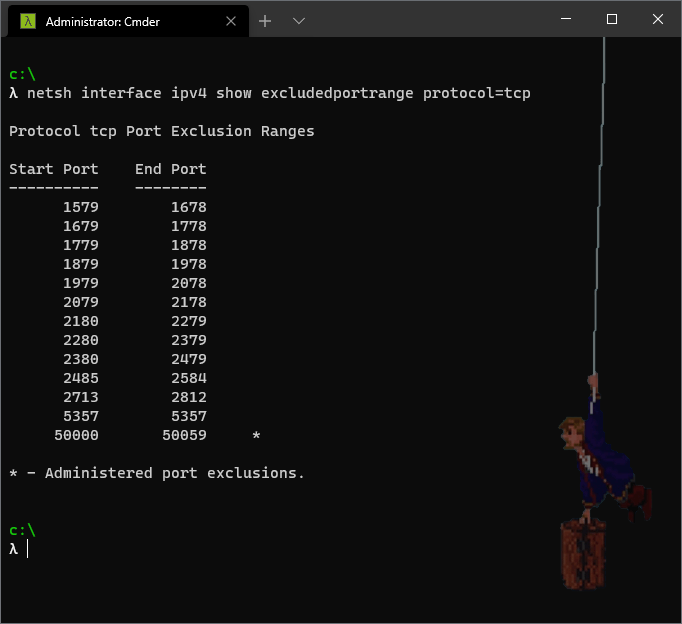 Administrator: Cmder
c:\
λ netsh interface ipv4 show excludedportrange protocol=tcp
Protocol tcp Port Exclusion Ranges
Start Port    End Port
----------    --------
      1579        1678
      1679        1778
      1779        1878
      1879        1978
      1979        2078
      2079        2178
      2180        2279
      2280        2379
      2380        2479
      2485        2584
      2713        2812
      5357        5357
     50000       50059     *
* - Administered port exclusions.
c:\
λ